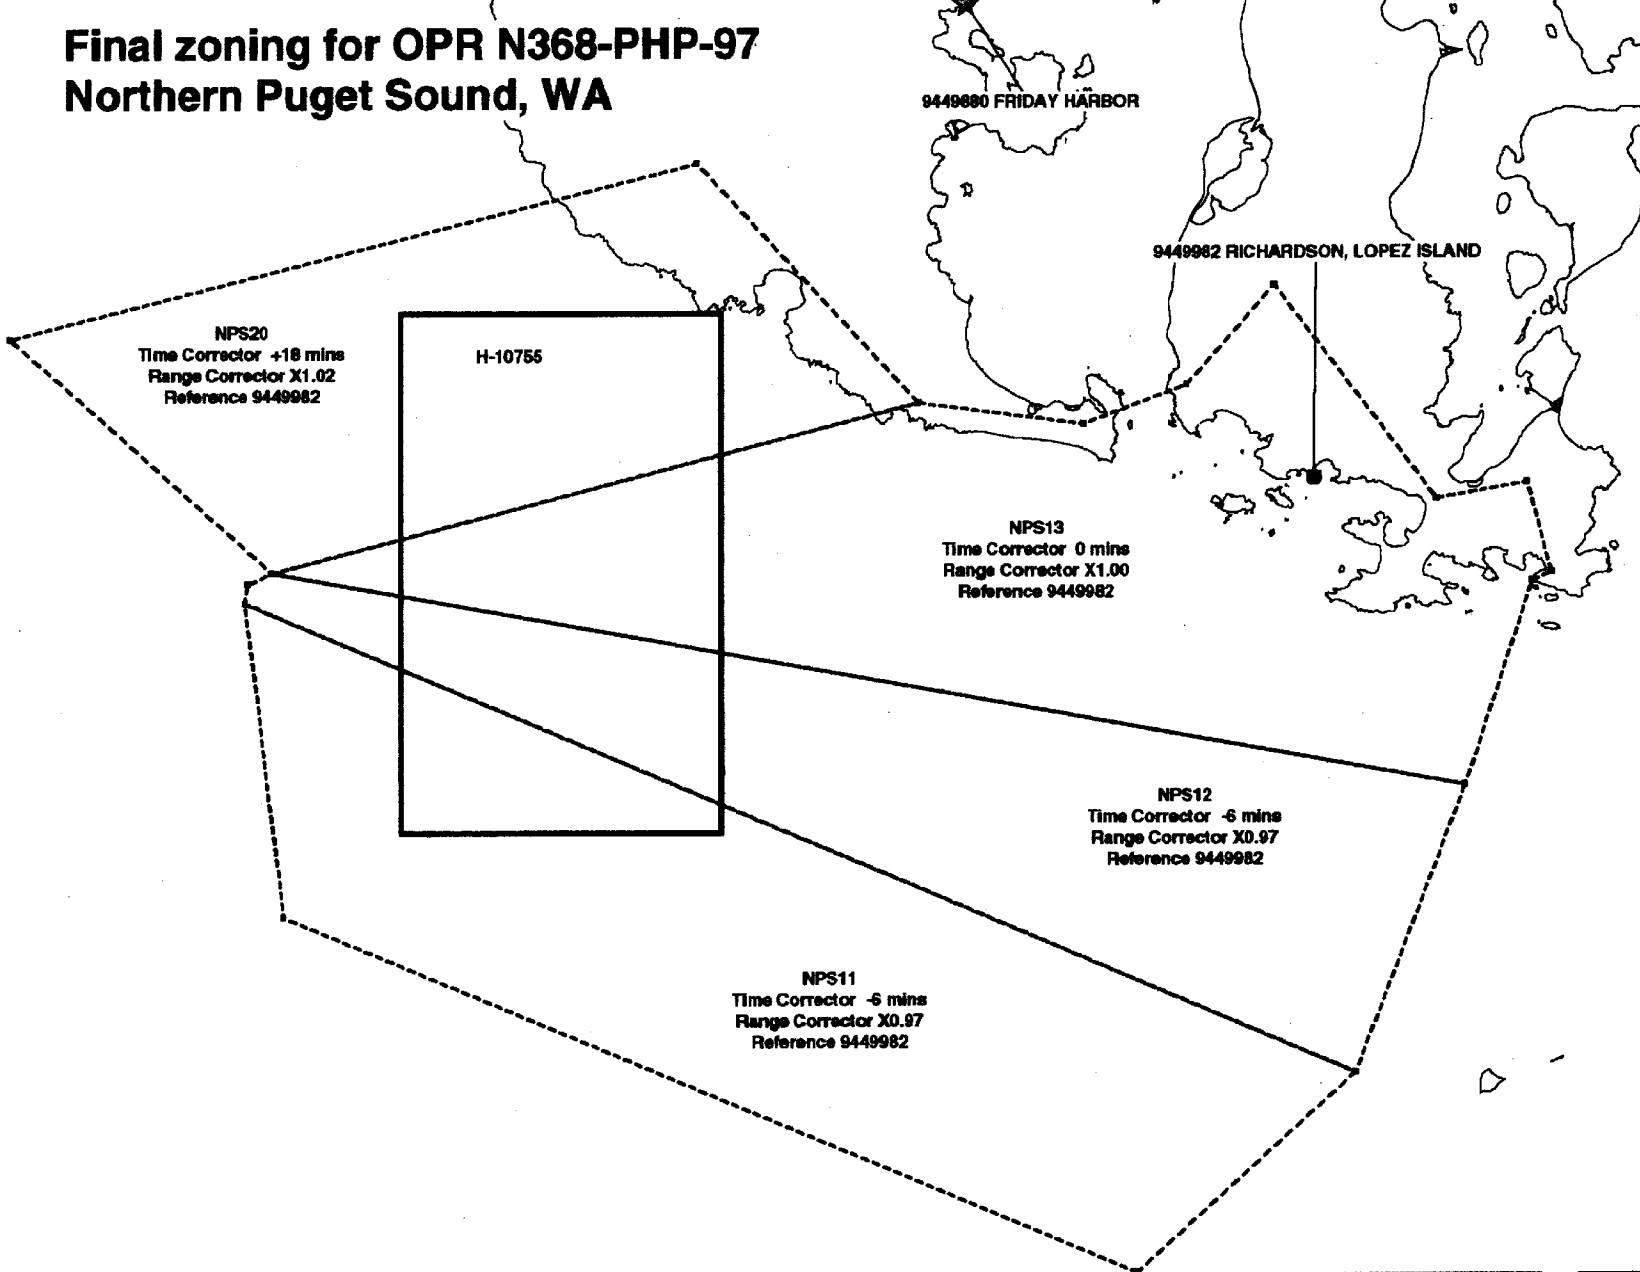 Final zoning for OPR N368-PHP-97
Northern Puget Sound, WA
9449880 FRIDAY HARBOR
9449982 RICHARDSON, LOPEZ ISLAND
NPS20
Time Corrector +18 mins
Range Corrector X1.02
Reference 9449982
H-10755
NPS13
Time Corrector 0 mins
Range Corrector X1.00
Reference 9449982
NPS12
Time Corrector -6 mins
Range Corrector X0.97
Reference 9449982
NPS11
Time Corrector -6 mins
Range Corrector X0.97
Reference 9449982